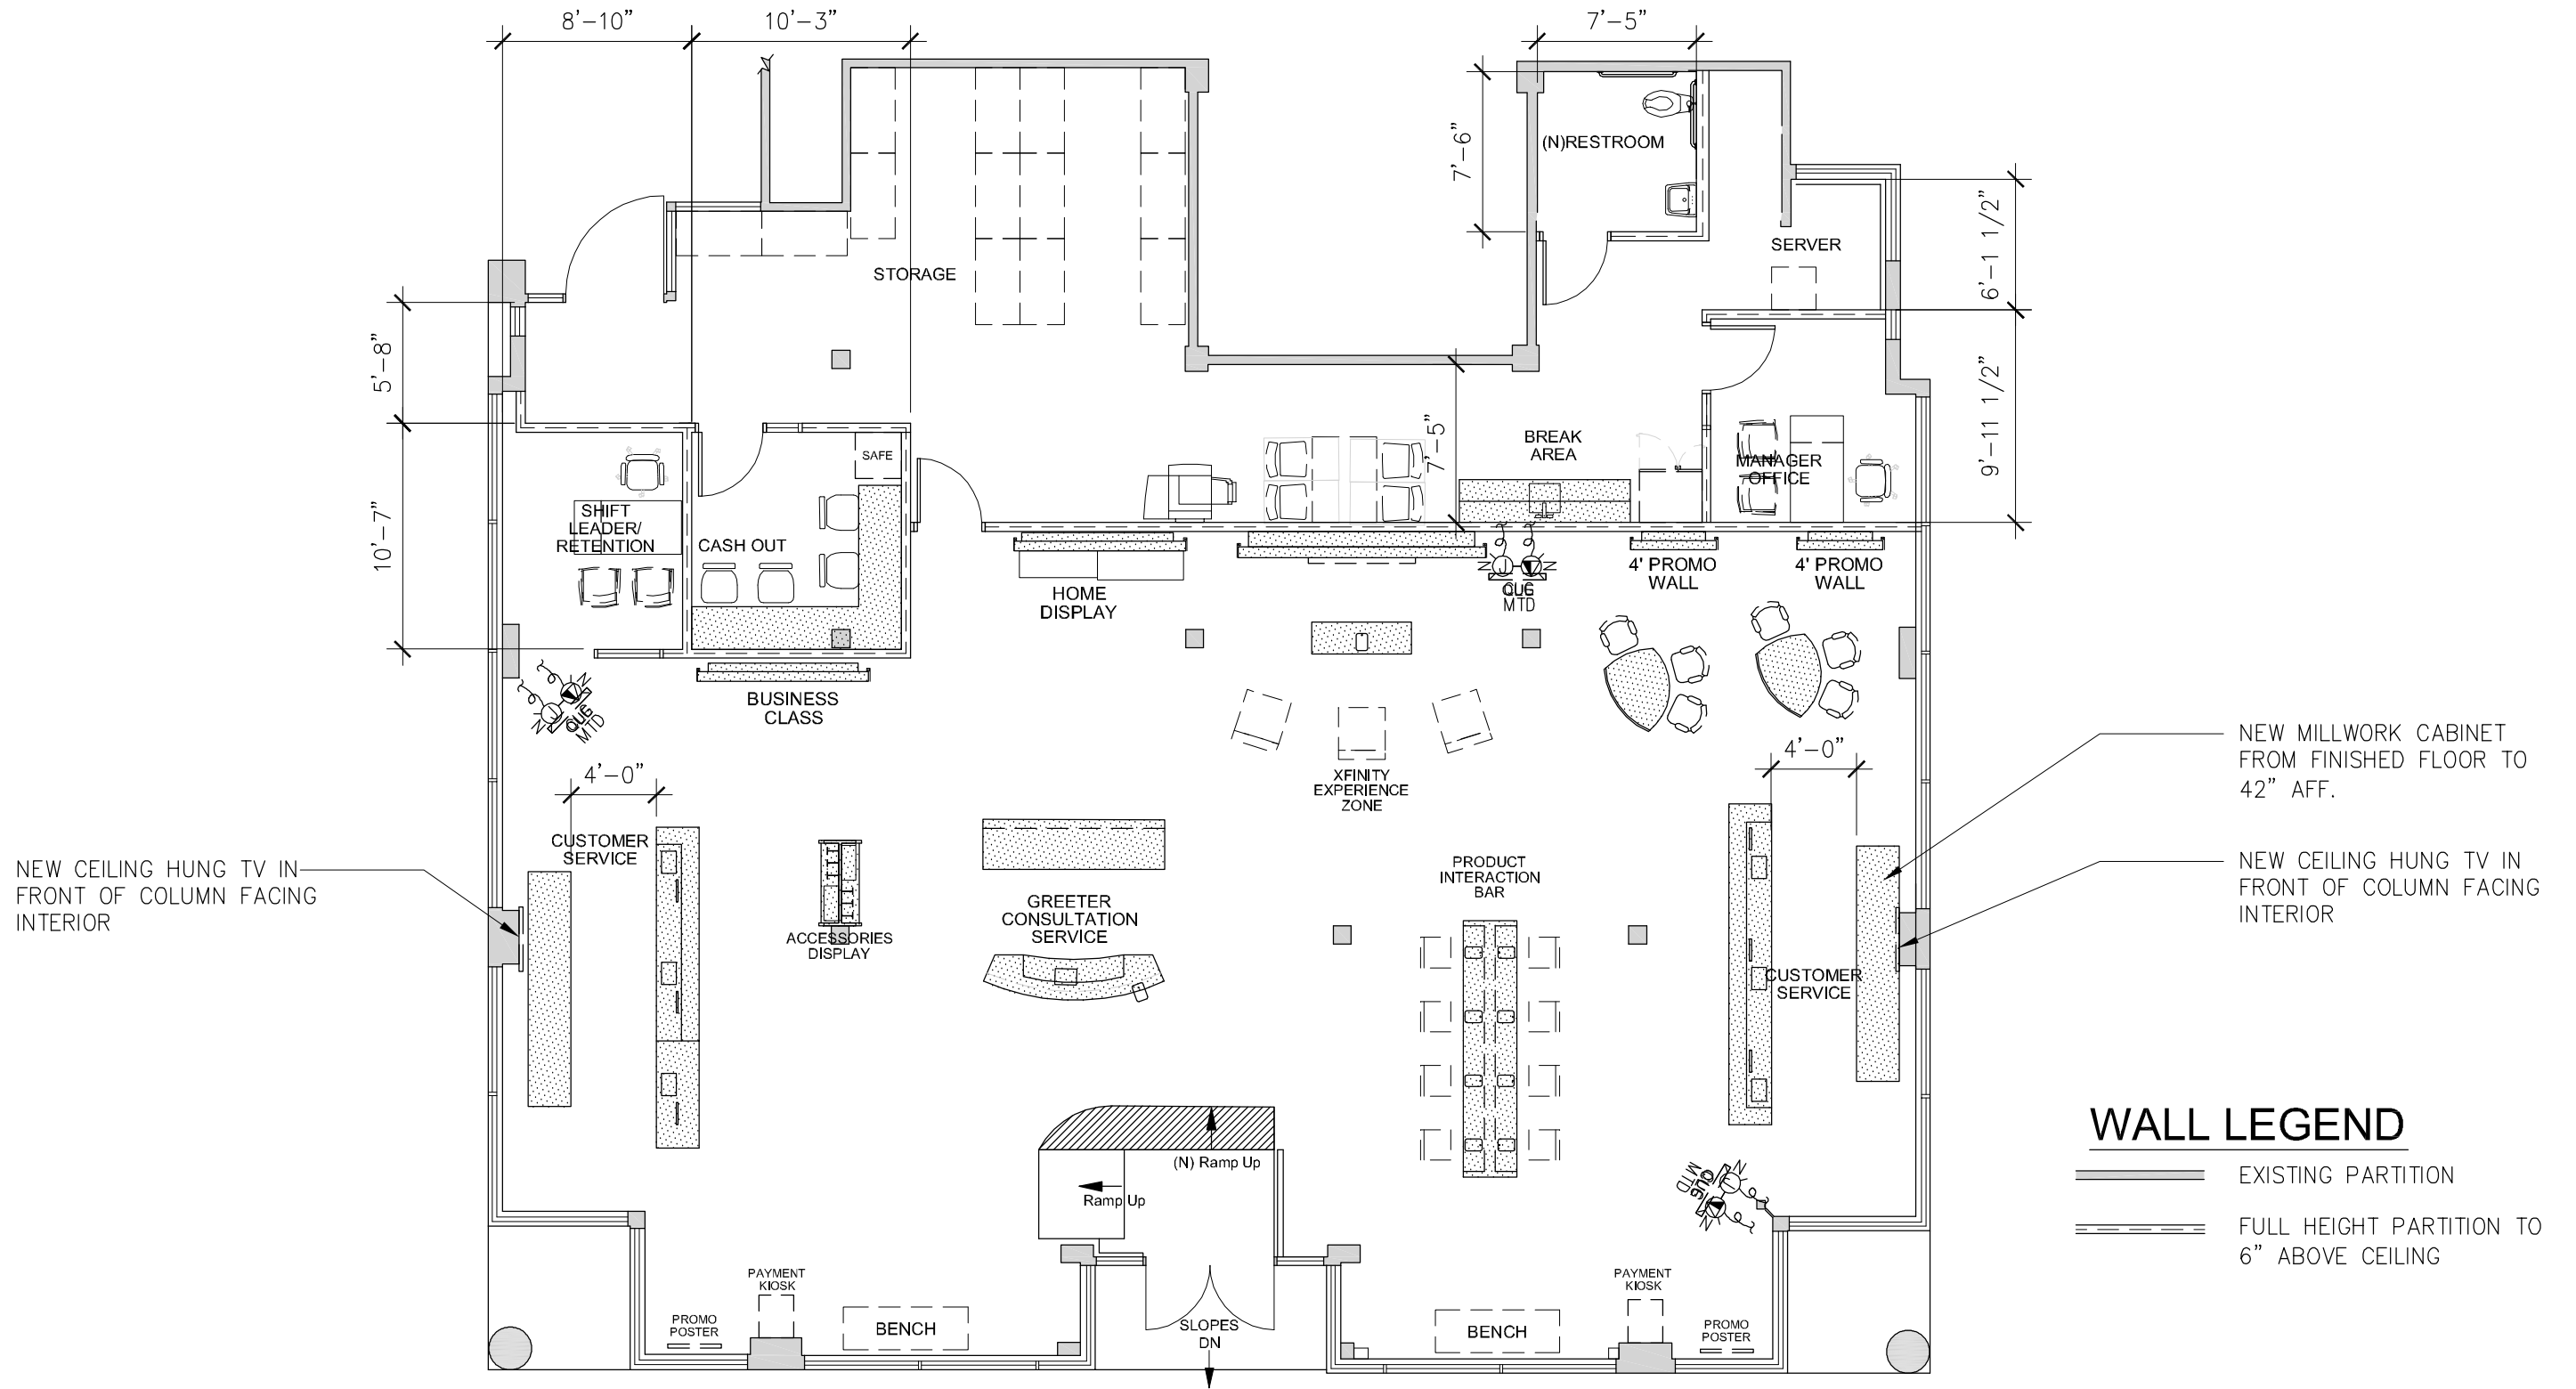 8'-10"
10'-3"
7'-5"
7'-6"
(N)RESTROOM
6'-1 1/2"
SERVER
STORAGE
5'-8"
9'-11 1/2"
7'-5"
BREAK
AREA
SAFE
MANAGER
OFFICE
10'-7"
SHIFT
LEADER/
RETENTION
CASH OUT
HOME
DISPLAY
CUG
MTD
4' PROMO
WALL
4' PROMO
WALL
BUSINESS
CLASS
CUG
MTD
XFINITY
EXPERIENCE
ZONE
4'-0"
4'-0"
NEW MILLWORK CABINET
FROM FINISHED FLOOR TO
42" AFF.
CUSTOMER
SERVICE
NEW CEILING HUNG TV IN
FRONT OF COLUMN FACING
INTERIOR
ACCESSORIES
DISPLAY
GREETER
CONSULTATION
SERVICE
PRODUCT
INTERACTION
BAR
NEW CEILING HUNG TV IN
FRONT OF COLUMN FACING
INTERIOR
CUSTOMER
SERVICE
WALL LEGEND
EXISTING PARTITION
FULL HEIGHT PARTITION TO
6" ABOVE CEILING
(N) Ramp Up
Ramp Up
CUG
MTD
PAYMENT
KIOSK
PROMO
POSTER
BENCH
SLOPES
DN
BENCH
PAYMENT
KIOSK
PROMO
POSTER